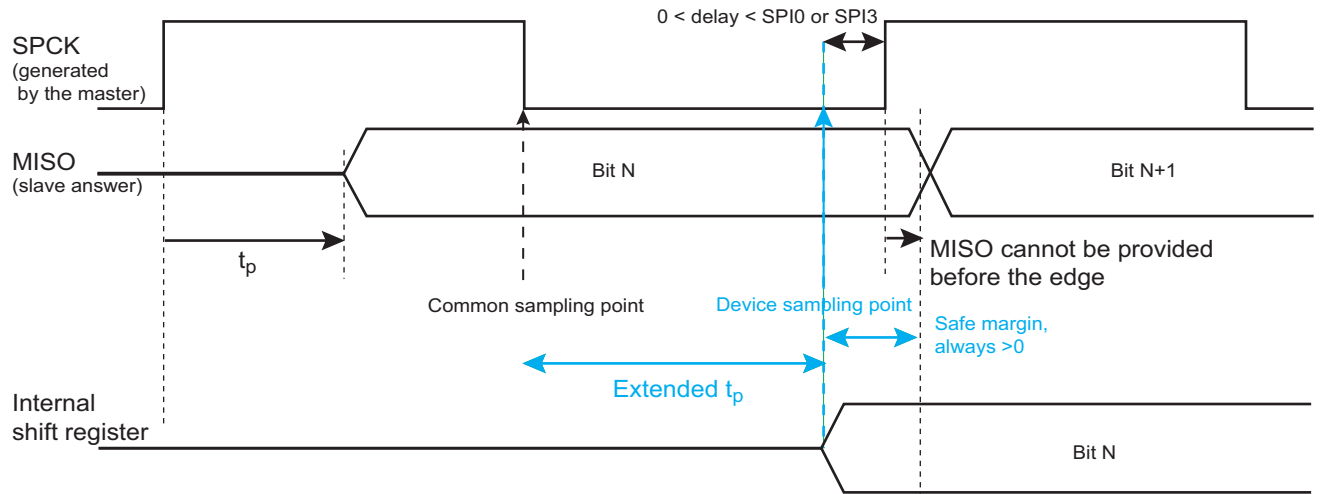 0 < delay < SPI0 or SPI3
SPCK
(generated
by the master)
MISO
(slave answer)
Bit N
Bit N+1
tp
MISO cannot be provided
before the edge
Common sampling point
Device sampling point
Safe margin,
always >0
Extended tp
Internal
shift register
Bit N